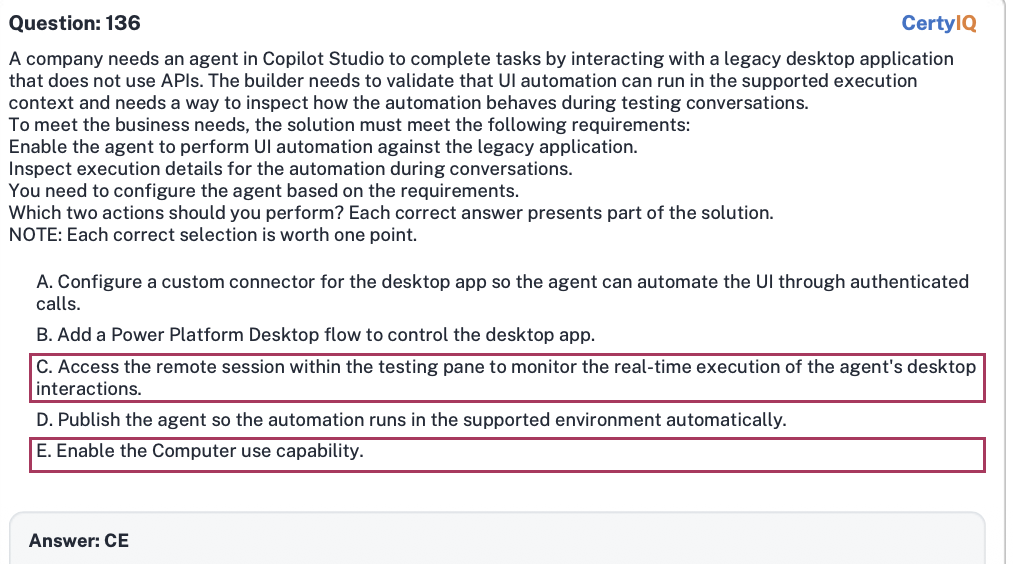 Question: 136
CertyIQ
A company needs an agent in Copilot Studio to complete tasks by interacting with a legacy desktop application
that does not use APIs. The builder needs to validate that UI automation can run in the supported execution
context and needs a way to inspect how the automation behaves during testing conversations.
To meet the business needs, the solution must meet the following requirements:
Enable the agent to perform UI automation against the legacy application.
Inspect execution details for the automation during conversations.
You need to configure the agent based on the requirements.
Which two actions should you perform? Each correct answer presents part of the solution.
NOTE: Each correct selection is worth one point.
A. Configure a custom connector for the desktop app so the agent can automate the UI through authenticated
calls.
B. Add a Power Platform Desktop flow to control the desktop app.
C. Access the remote session within the testing pane to monitor the real-time execution of the agent's desktop
interactions.
D. Publish the agent so the automation runs in the supported environment automatically.
E. Enable the Computer use capability.
Answer: CE